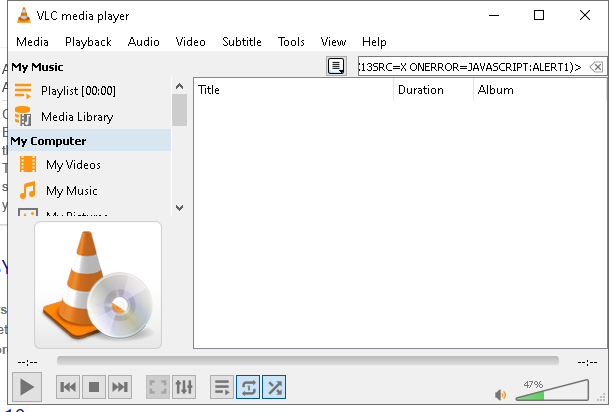 VLC media player
Media Playback Audio Video Subtitle Tools View Help
My Music
:13SRC=X ONERROR=JAVASCRIPT:ALERT1)>
Playlist [00:00]
Title Duration Album
Media Library
My Computer
My Videos
My Music
My Pictures
--:-- --:--
47%